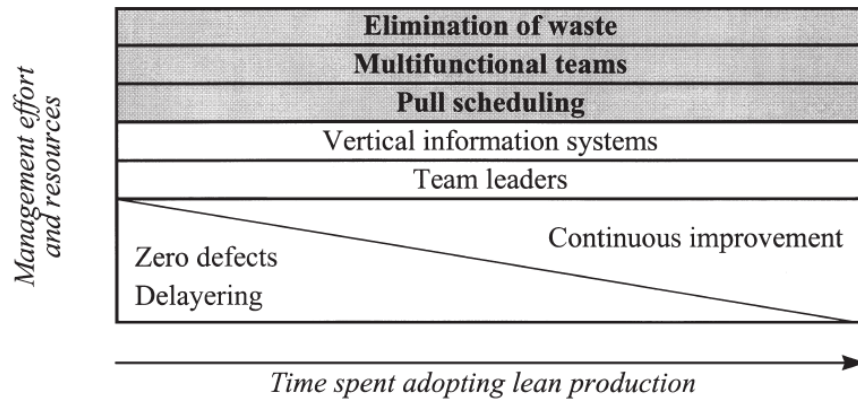 Elimination of waste
Multifunctional teams
Pull scheduling
Vertical information systems
Team leaders
Continuous improvement
Zero defects
Delayering
Management effort
and resources
Time spent adopting lean production